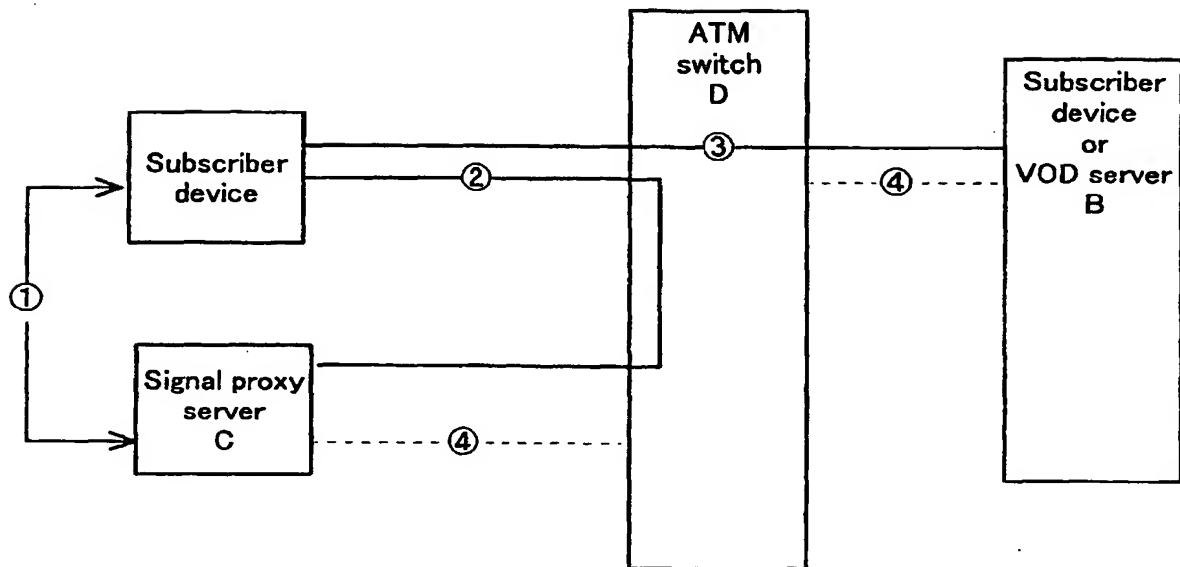 ATM
switch
D
Subscriber
device
or
VOD server
B
Subscriber
device
③
②
④
①
Signal proxy
server
C
④